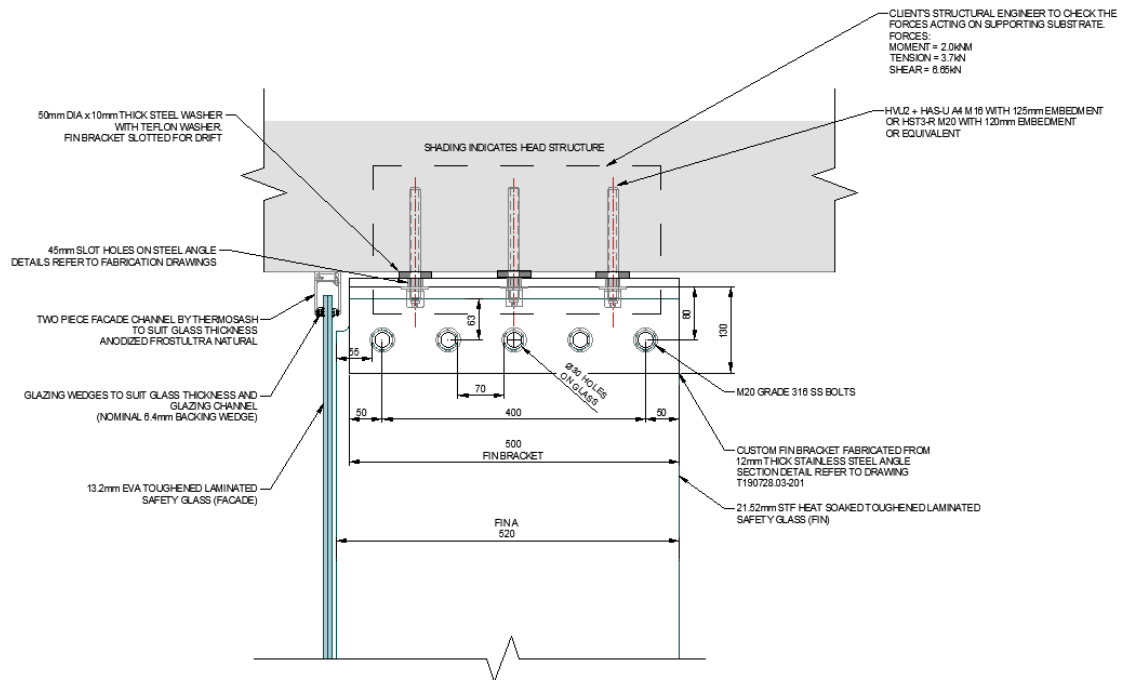 CLIENT'S STRUCTURAL ENGINEER TO CHECK THE
FORCES ACTING ON SUPPORTING SUBSTRATE.
FORCES:
MOMENT = 2.0kNM
TENSION = 3.7kN
SHEAR = 6.65kN
50mm DIA x 10mm THICK STEEL WASHER
WITH TEFLON WASHER.
FIN BRACKET SLOTTED FOR DRIFT
HVU2 + HAS-U A4 M16 WITH 125mm EMBEDMENT
OR HST3-R M20 WITH 120mm EMBEDMENT
OR EQUIVALENT
SHADING INDICATES HEAD STRUCTURE
45mm SLOT HOLES ON STEEL ANGLE
DETAILS REFER TO FABRICATION DRAWINGS
TWO PIECE FACADE CHANNEL BY THERMOSASH
TO SUIT GLASS THICKNESS
ANODIZED FROSTULTRA NATURAL
63
80
130
55
70
Ø30 HOLES
ON GLASS
M20 GRADE 316 SS BOLTS
GLAZING WEDGES TO SUIT GLASS THICKNESS AND
GLAZING CHANNEL
(NOMINAL 6.4mm BACKING WEDGE)
50
400
50
500
FIN BRACKET
CUSTOM FIN BRACKET FABRICATED FROM
12mm THICK STAINLESS STEEL ANGLE
SECTION DETAIL REFER TO DRAWING
T190728.03-201
13.2mm EVA TOUGHENED LAMINATED
SAFETY GLASS (FACADE)
21.52mm STF HEAT SOAKED TOUGHENED LAMINATED
SAFETY GLASS (FIN)
FIN A
520